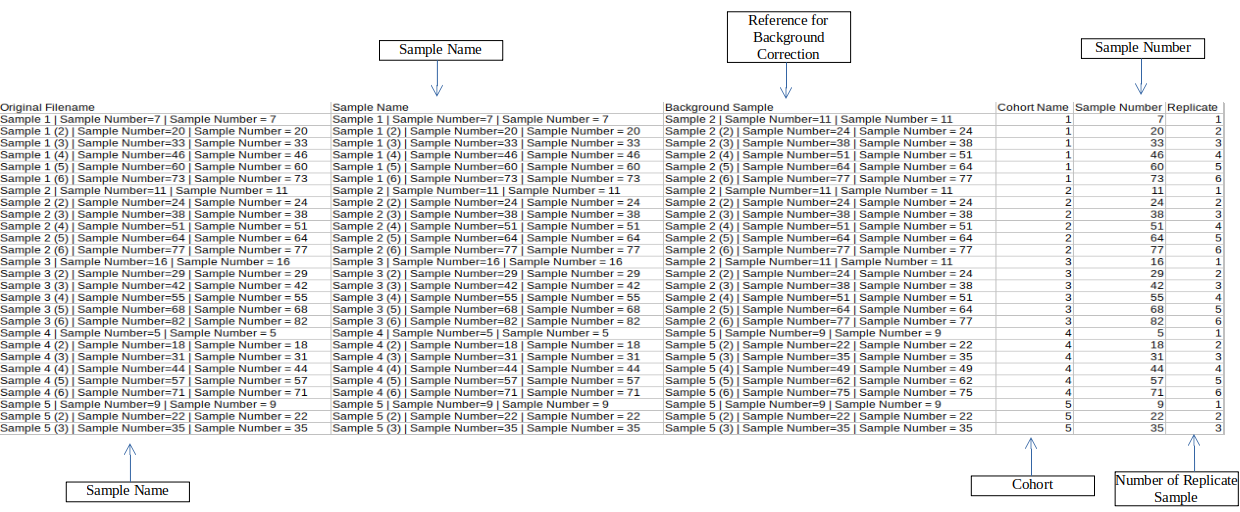 Reference for
Background
Correction
Sample Name
Sample Number
Original Filename Sample Name Background Sample Cohort Name Sample Number Replicate
Sample 1 | Sample Number=7 | Sample Number = 7 Sample 1 | Sample Number=7 | Sample Number = 7 Sample 2 | Sample Number=11 | Sample Number = 11 1 7 1
Sample 1 (2) | Sample Number=20 | Sample Number = 20 Sample 1 (2) | Sample Number=20 | Sample Number = 20 Sample 2 (2) | Sample Number=24 | Sample Number = 24 1 20 2
Sample 1 (3) | Sample Number=33 | Sample Number = 33 Sample 1 (3) | Sample Number=33 | Sample Number = 33 Sample 2 (3) | Sample Number=38 | Sample Number = 38 1 33 3
Sample 1 (4) | Sample Number=46 | Sample Number = 46 Sample 1 (4) | Sample Number=46 | Sample Number = 46 Sample 2 (4) | Sample Number=51 | Sample Number = 51 1 46 4
Sample 1 (5) | Sample Number=60 | Sample Number = 60 Sample 1 (5) | Sample Number=60 | Sample Number = 60 Sample 2 (5) | Sample Number=64 | Sample Number = 64 1 60 5
Sample 1 (6) | Sample Number=73 | Sample Number = 73 Sample 1 (6) | Sample Number=73 | Sample Number = 73 Sample 2 (6) | Sample Number=77 | Sample Number = 77 1 73 6
Sample 2 | Sample Number=11 | Sample Number = 11 Sample 2 | Sample Number=11 | Sample Number = 11 Sample 2 | Sample Number=11 | Sample Number = 11 2 11 1
Sample 2 (2) | Sample Number=24 | Sample Number = 24 Sample 2 (2) | Sample Number=24 | Sample Number = 24 Sample 2 (2) | Sample Number=24 | Sample Number = 24 2 24 2
Sample 2 (3) | Sample Number=38 | Sample Number = 38 Sample 2 (3) | Sample Number=38 | Sample Number = 38 Sample 2 (3) | Sample Number=38 | Sample Number = 38 2 38 3
Sample 2 (4) | Sample Number=51 | Sample Number = 51 Sample 2 (4) | Sample Number=51 | Sample Number = 51 Sample 2 (4) | Sample Number=51 | Sample Number = 51 2 51 4
Sample 2 (5) | Sample Number=64 | Sample Number = 64 Sample 2 (5) | Sample Number=64 | Sample Number = 64 Sample 2 (5) | Sample Number=64 | Sample Number = 64 2 64 5
Sample 2 (6) | Sample Number=77 | Sample Number = 77 Sample 2 (6) | Sample Number=77 | Sample Number = 77 Sample 2 (6) | Sample Number=77 | Sample Number = 77 2 77 6
Sample 3 | Sample Number=16 | Sample Number = 16 Sample 3 | Sample Number=16 | Sample Number = 16 Sample 2 | Sample Number=11 | Sample Number = 11 3 16 1
Sample 3 (2) | Sample Number=29 | Sample Number = 29 Sample 3 (2) | Sample Number=29 | Sample Number = 29 Sample 2 (2) | Sample Number=24 | Sample Number = 24 3 29 2
Sample 3 (3) | Sample Number=42 | Sample Number = 42 Sample 3 (3) | Sample Number=42 | Sample Number = 42 Sample 2 (3) | Sample Number=38 | Sample Number = 38 3 42 3
Sample 3 (4) | Sample Number=55 | Sample Number = 55 Sample 3 (4) | Sample Number=55 | Sample Number = 55 Sample 2 (4) | Sample Number=51 | Sample Number = 51 3 55 4
Sample 3 (5) | Sample Number=68 | Sample Number = 68 Sample 3 (5) | Sample Number=68 | Sample Number = 68 Sample 2 (5) | Sample Number=64 | Sample Number = 64 3 68 5
Sample 3 (6) | Sample Number=82 | Sample Number = 82 Sample 3 (6) | Sample Number=82 | Sample Number = 82 Sample 2 (6) | Sample Number=77 | Sample Number = 77 3 82 6
Sample 4 | Sample Number=5 | Sample Number = 5 Sample 4 | Sample Number=5 | Sample Number = 5 Sample 5 | Sample Number=9 | Sample Number = 9 4 5 1
Sample 4 (2) | Sample Number=18 | Sample Number = 18 Sample 4 (2) | Sample Number=18 | Sample Number = 18 Sample 5 (2) | Sample Number=22 | Sample Number = 22 4 18 2
Sample 4 (3) | Sample Number=31 | Sample Number = 31 Sample 4 (3) | Sample Number=31 | Sample Number = 31 Sample 5 (3) | Sample Number=35 | Sample Number = 35 4 31 3
Sample 4 (4) | Sample Number=44 | Sample Number = 44 Sample 4 (4) | Sample Number=44 | Sample Number = 44 Sample 5 (4) | Sample Number=49 | Sample Number = 49 4 44 4
Sample 4 (5) | Sample Number=57 | Sample Number = 57 Sample 4 (5) | Sample Number=57 | Sample Number = 57 Sample 5 (5) | Sample Number=62 | Sample Number = 62 4 57 5
Sample 4 (6) | Sample Number=71 | Sample Number = 71 Sample 4 (6) | Sample Number=71 | Sample Number = 71 Sample 5 (6) | Sample Number=75 | Sample Number = 75 4 71 6
Sample 5 | Sample Number=9 | Sample Number = 9 Sample 5 | Sample Number=9 | Sample Number = 9 Sample 5 | Sample Number=9 | Sample Number = 9 5 9 1
Sample 5 (2) | Sample Number=22 | Sample Number = 22 Sample 5 (2) | Sample Number=22 | Sample Number = 22 Sample 5 (2) | Sample Number=22 | Sample Number = 22 5 22 2
Sample 5 (3) | Sample Number=35 | Sample Number = 35 Sample 5 (3) | Sample Number=35 | Sample Number = 35 Sample 5 (3) | Sample Number=35 | Sample Number = 35 5 35 3
Sample Name
Cohort
Number of Replicate
Sample